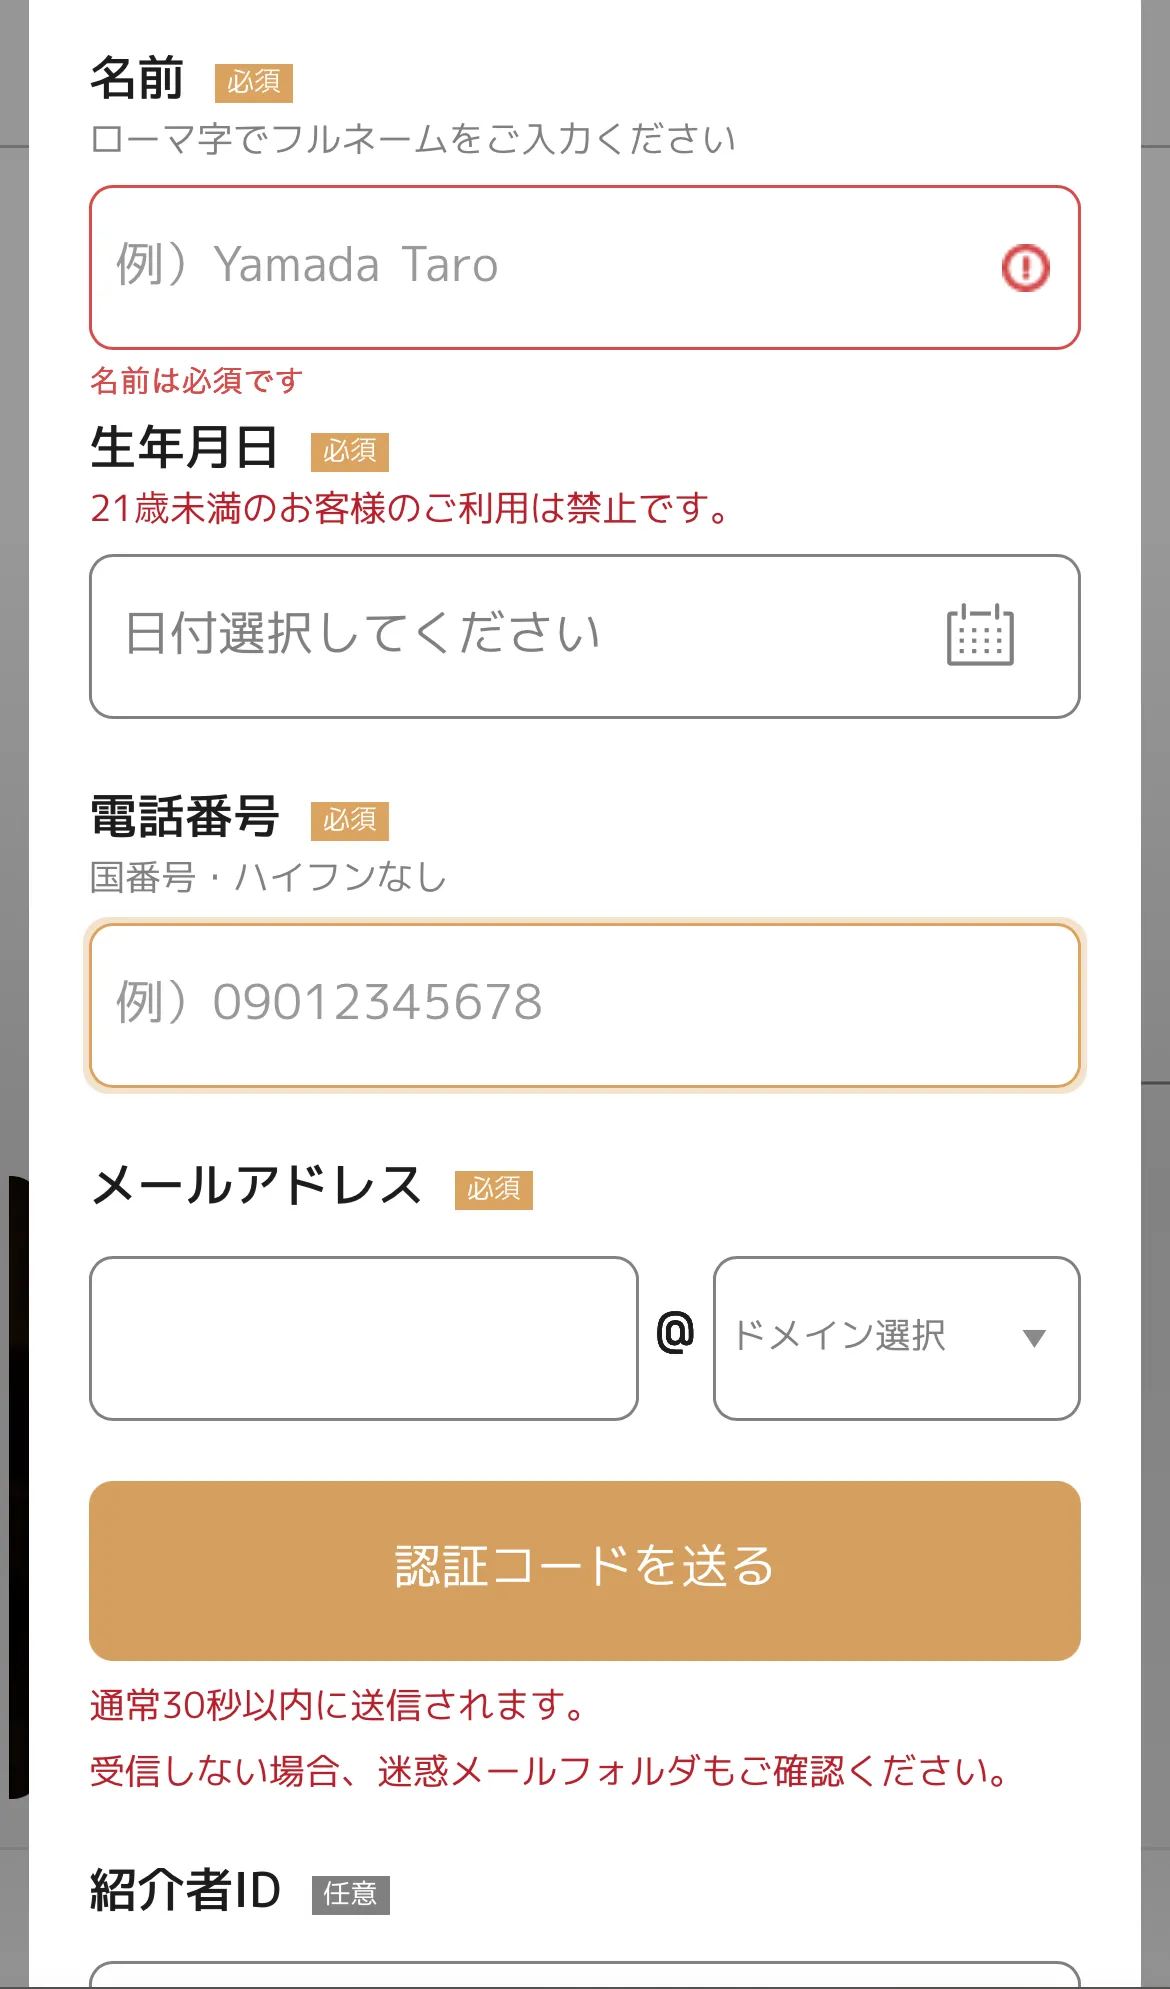 名前 必須
ローマ字でフルネームをご入力ください
例）Yamada Taro
名前は必須です
生年月日 必須
21歳未満のお客様のご利用は禁止です。
日付選択してください
電話番号 必須
国番号・ハイフンなし
例）09012345678
メールアドレス 必須
@ ドメイン選択
認証コードを送る
通常30秒以内に送信されます。
受信しない場合、迷惑メールフォルダもご確認ください。
紹介者ID 任意